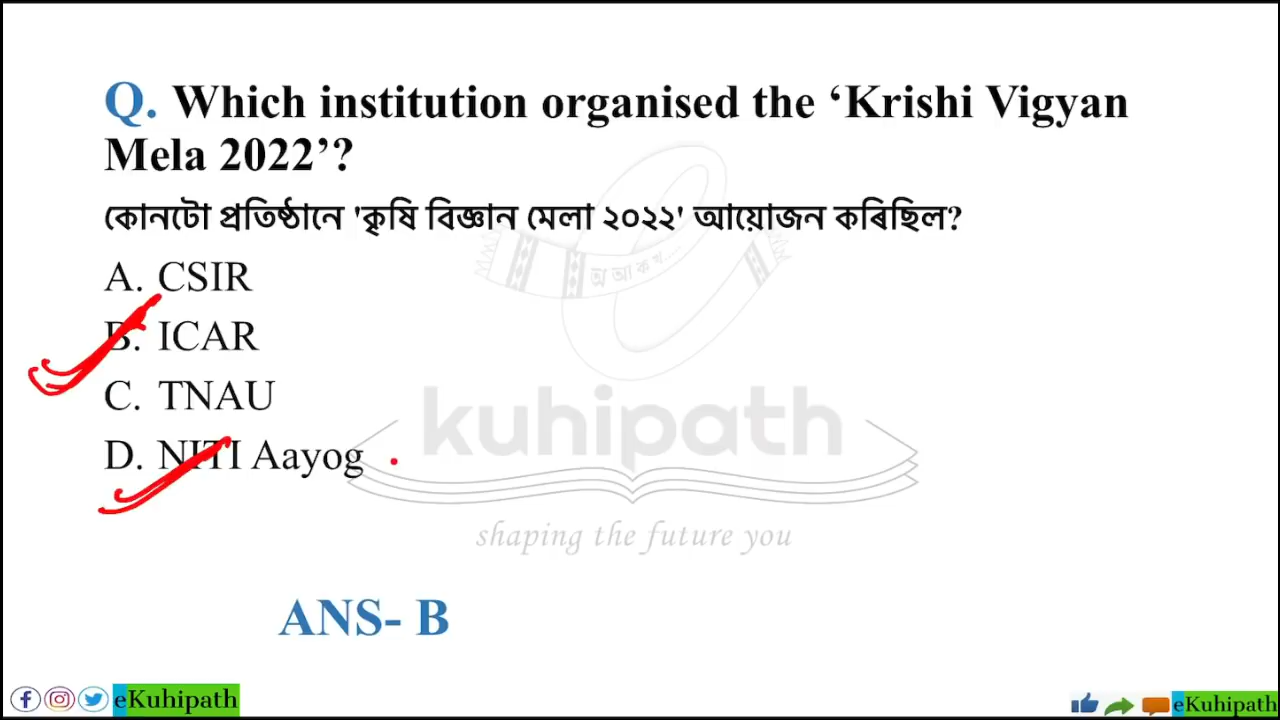 Q. Which institution organised the ‘Krishi Vigyan
Mela 2022’?
কোনটো প্ৰতিষ্ঠানে 'কৃষি বিজ্ঞান মেলা ২০২২' আয়োজন কৰিছিল?
A. CSIR
B. ICAR
C. TNAU
D. NITI Aayog
অ আ ক খ....
kuhipath
shaping the future you
ANS- B
eKuhipath
eKuhipath